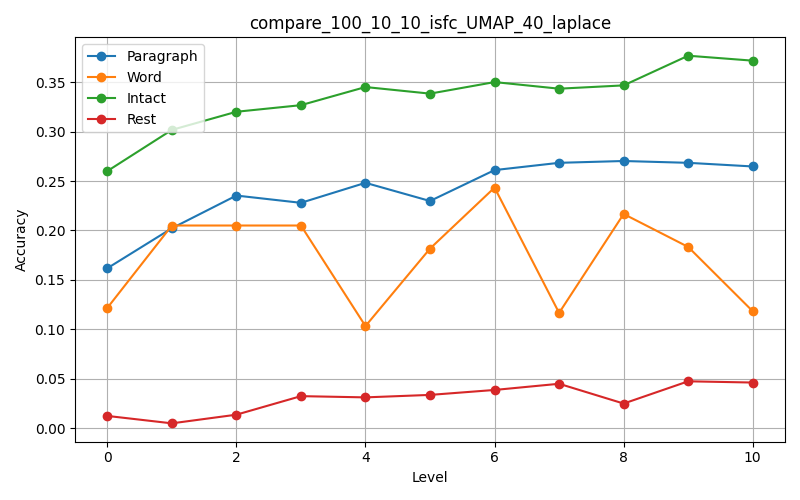 compare_100_10_10_isfc_UMAP_40_laplace
Paragraph
Word
Intact
Rest
Accuracy
0.35
0.30
0.25
0.20
0.15
0.10
0.05
0.00
0 2 4 6 8 10
Level